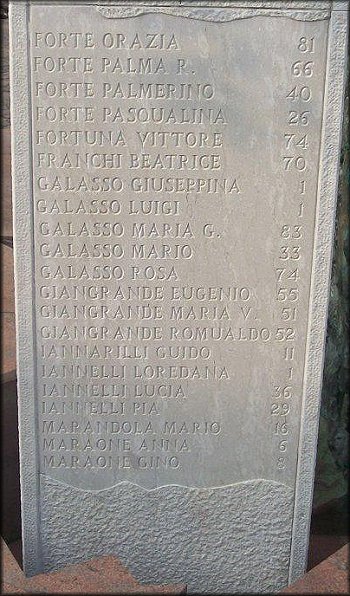 FORTE ORAZIA 81
FORTE PALMA R. 66
FORTE PALMERINO 40
FORTE PASQUALINA 26
FORTUNA VITTORE 74
FRANCHI BEATRICE 70
GALASSO GIUSEPPINA 1
GALASSO LUIGI 1
GALASSO MARIA G. 83
GALASSO MARIO 33
GALASSO ROSA 74
GIANGRANDE EUGENIO 55
GIANGRANDE MARIA V. 51
GIANGRANDE ROMUALDO 52
IANNARILLI GUIDO 11
IANNELLI LOREDANA 1
IANNELLI LUCIA 36
IANNELLI PIA 29
MARANDOLA MARIO 16
MARAONE ANNA 6
MARAONE GINO 8